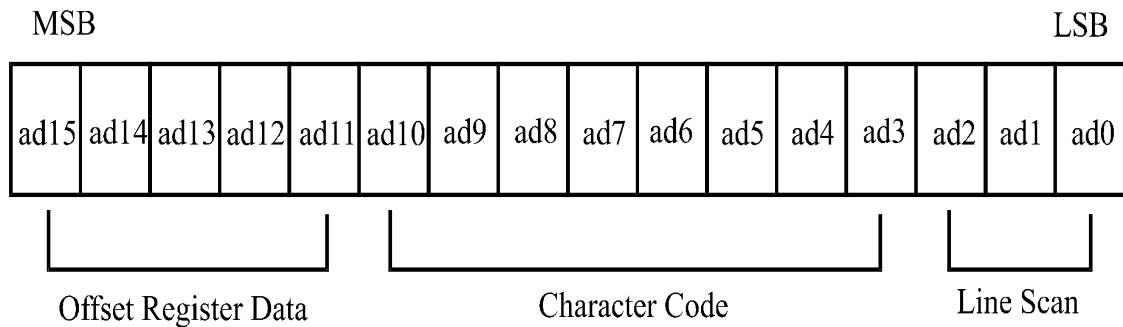 MSB LSB
ad15 ad14 ad13 ad12 ad11 ad10 ad9 ad8 ad7 ad6 ad5 ad4 ad3 ad2 ad1 ad0
Offset Register Data Character Code Line Scan